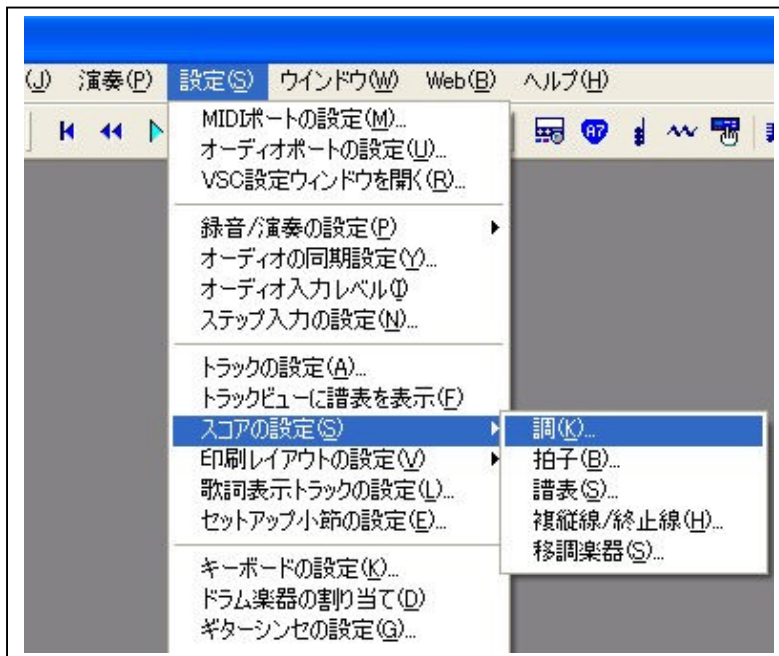 (J) 演奏(P) 設定(S) ウインドウ(W) Web(B) ヘルプ(H)
MIDIポートの設定(M)...
オーディオポートの設定(U)...
VSC設定ウィンドウを開く(R)...
A7
録音/演奏の設定(P)
オーディオの同期設定(Y)...
オーディオ入力レベル(I)
ステップ入力の設定(N)...
トラックの設定(A)...
トラックビューに譜表を表示(F)
スコアの設定(S)
印刷レイアウトの設定(V)
歌詞表示トラックの設定(L)...
セットアップ小節の設定(E)...
キーボードの設定(K)...
ドラム楽器の割り当て(D)
ギターシンセの設定(G)...
調(K)...
拍子(B)...
譜表(S)...
複縦線/終止線(H)...
移調楽器(S)...